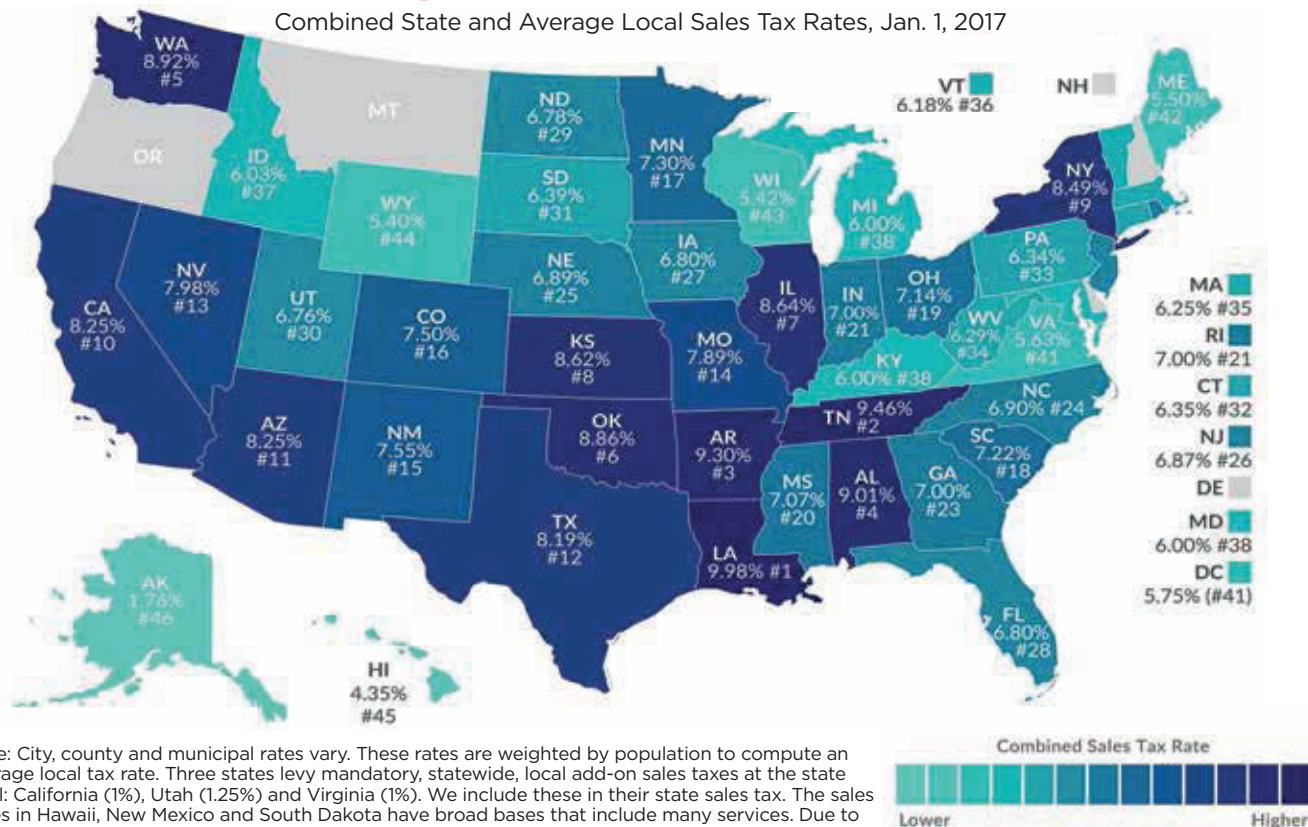 Combined State and Average Local Sales Tax Rates, Jan. 1, 2017
WA
8.92%
#5
MT
ND
6.78%
#29
MN
7.30%
#17
VT
6.18% #36
NH
ME
5.50%
#42
OR
ID
6.03%
#37
WY
5.40%
#44
SD
6.39%
#31
WI
5.42%
#43
MI
6.00%
#38
NY
8.49%
#9
CA
8.25%
#10
NV
7.98%
#13
UT
6.76%
#30
CO
7.50%
#16
NE
6.89%
#25
IA
6.80%
#27
IL
8.64%
#7
IN
7.00%
#21
OH
7.14%
#19
PA
6.34%
#33
WV
6.29%
#34
VA
5.63%
#41
KS
8.62%
#8
MO
7.89%
#14
KY
6.00% #38
MA
6.25% #35
RI
7.00% #21
CT
6.35% #32
NJ
6.87% #26
DE
MD
6.00% #38
DC
5.75% (#41)
AZ
8.25%
#11
NM
7.55%
#15
OK
8.86%
#6
AR
9.30%
#3
TN 9.46%
#2
NC
6.90% #24
SC
7.22%
#18
TX
8.19%
#12
LA
9.98% #1
MS
7.07%
#20
AL
9.01%
#4
GA
7.00%
#23
FL
6.80%
#28
AK
1.76%
#46
HI
4.35%
#45
e: City, county and municipal rates vary. These rates are weighted by population to compute an
rage local tax rate. Three states levy mandatory, statewide, local add-on sales taxes at the state
l: California (1%), Utah (1.25%) and Virginia (1%). We include these in their state sales tax. The sales
es in Hawaii, New Mexico and South Dakota have broad bases that include many services. Due to
Combined Sales Tax Rate
Lower Higher